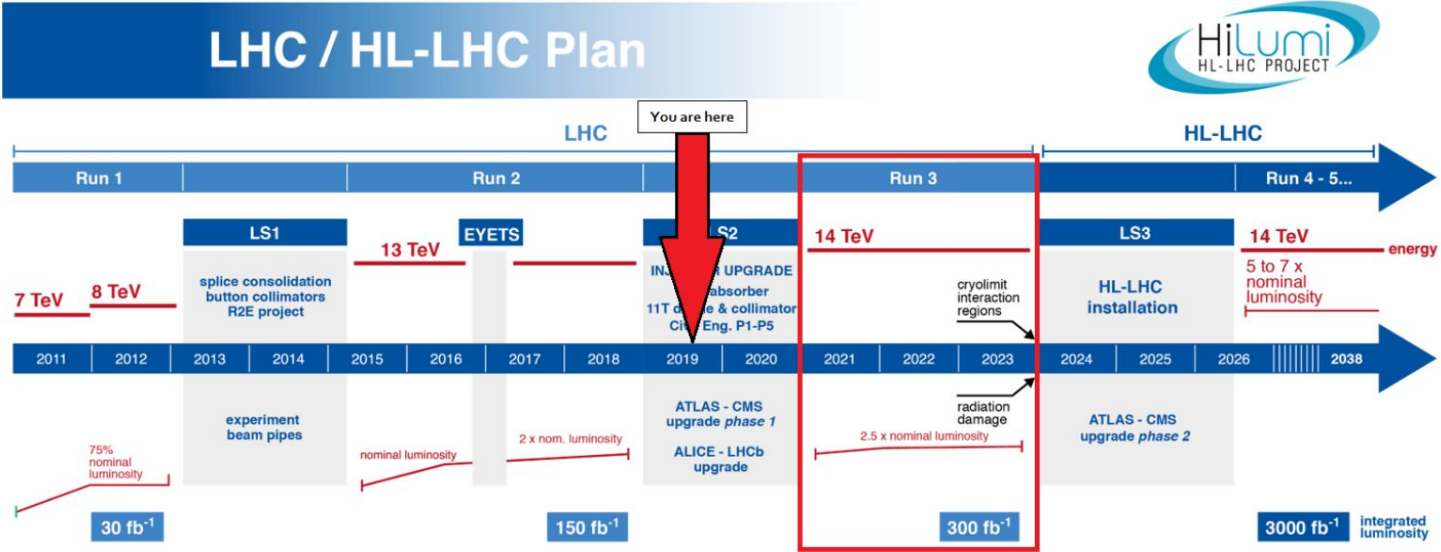 LHC / HL-LHC Plan
HiLumi
HL-LHC PROJECT
You are here
LHC
HL-LHC
Run 1
Run 2
Run 3
Run 4 - 5...
LS1
EYETS
S2
LS3
13 TeV
14 TeV
14 TeV
energy
7 TeV
8 TeV
splice consolidation
button collimators
R2E project
INJ R UPGRADE
absorber
11T d e & collimator
Civ Eng. P1-P5
cryolimit
interaction
regions
HL-LHC
installation
5 to 7 x
nominal
luminosity
2011
2012
2013
2014
2015
2016
2017
2018
2019
2020
2021
2022
2023
2024
2025
2026
2038
experiment
beam pipes
75%
nominal
luminosity
nominal luminosity
2 x nom. luminosity
ATLAS - CMS
upgrade phase 1
ALICE - LHCb
upgrade
2.5 x nominal luminosity
radiation
damage
ATLAS - CMS
upgrade phase 2
30 fb⁻¹
150 fb⁻¹
300 fb⁻¹
3000 fb⁻¹
integrated
luminosity